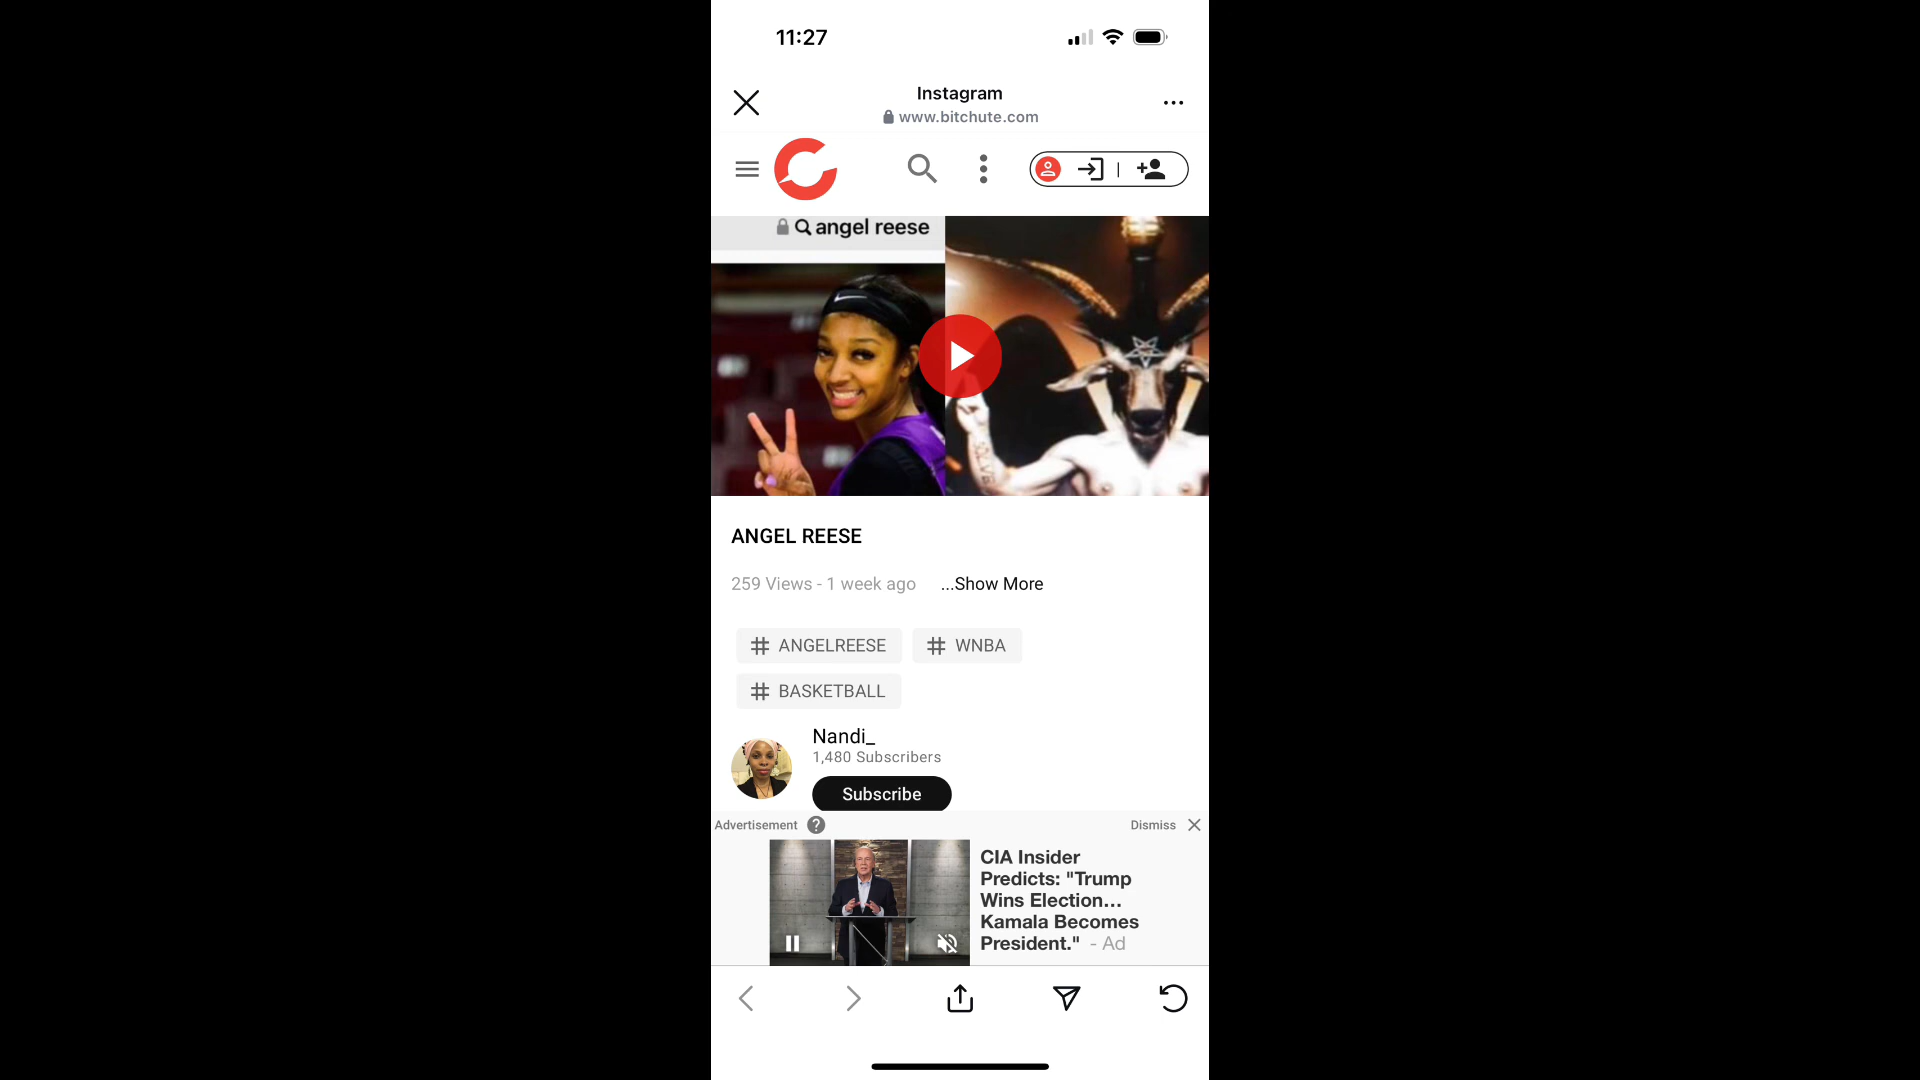 11:27
Instagram
www.bitchute.com
angel reese
SOLVE
ANGEL REESE
259 Views - 1 week ago ...Show More
# ANGELREESE # WNBA
# BASKETBALL
Nandi_
1,480 Subscribers
Subscribe
Advertisement ? Dismiss
CIA Insider
Predicts: "Trump
Wins Election...
Kamala Becomes
President." - Ad